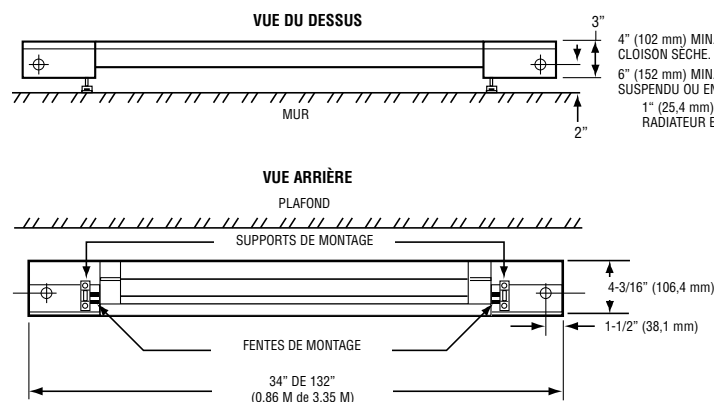 VUE DU DESSUS
3”
4” (102 mm) MIN.
CLOISON SÈCHE.
6” (152 mm) MIN.
SUSPENDU OU
1“ (25,4 mm)
RADIATEUR
MUR
2”
VUE ARRIÈRE
PLAFOND
SUPPORTS DE MONTAGE
4-3/16” (106,4 mm)
1-1/2” (38,1 mm)
FENTES DE MONTAGE
34” DE 132”
(0.86 M de 3.35 M)